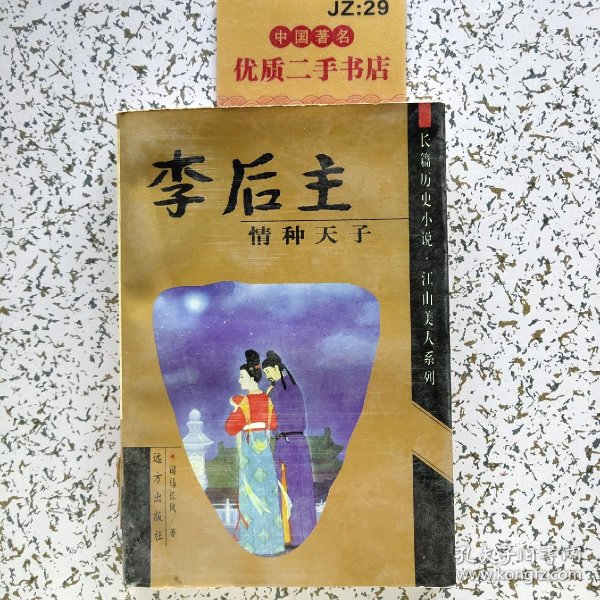 JZ:29
中国著名
优质二手书店
李后主
情种天子
长篇历史小说·江山美人系列
司马长风 著
远方出版社
孔夫子旧书网
kongfz.com